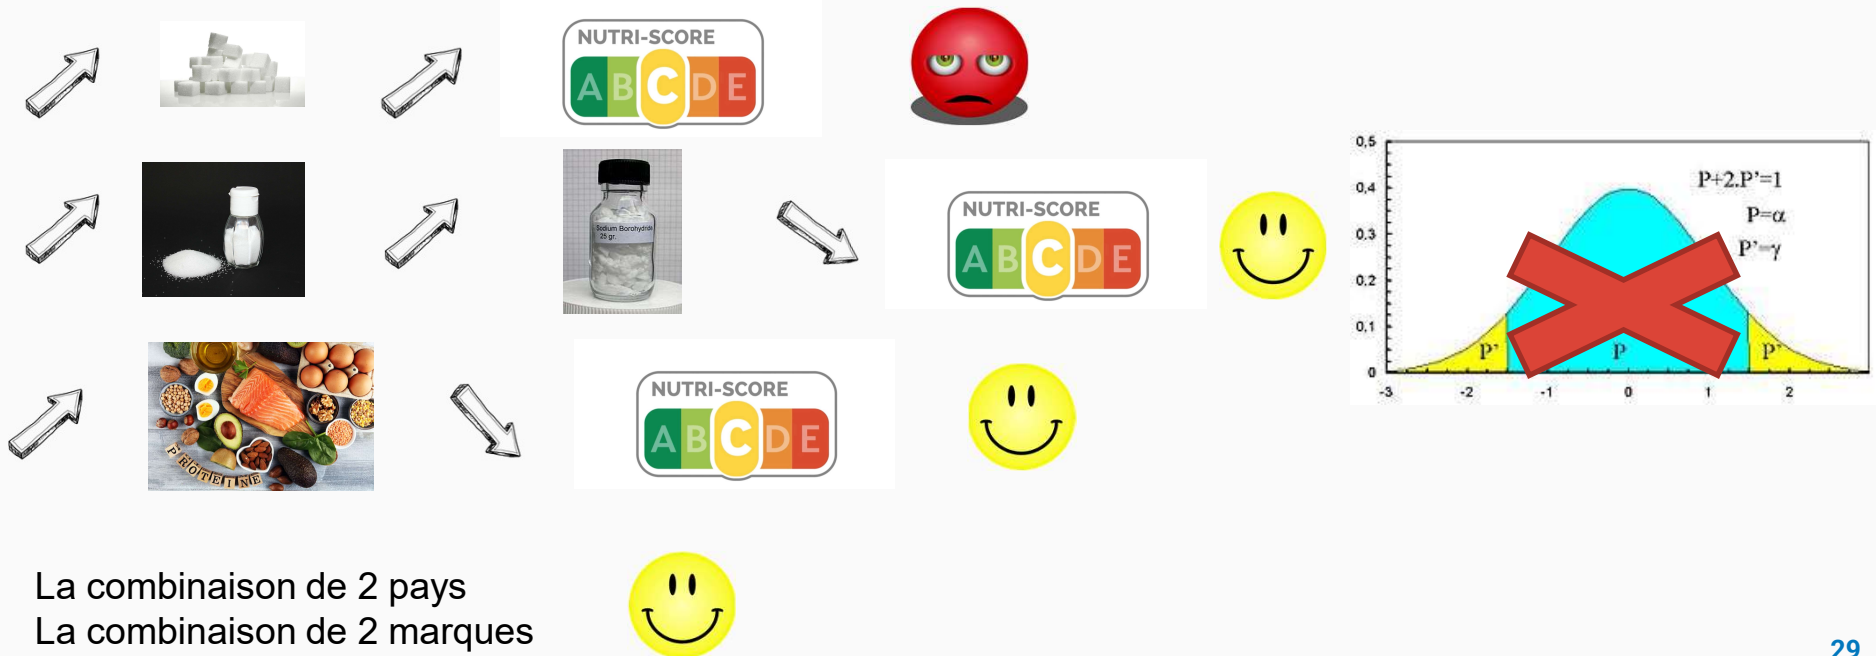 NUTRI-SCORE
A B C D E
Sodium Borohydride
25 gr.
NUTRI-SCORE
A B C D E
PROTEINE
NUTRI-SCORE
A B C D E
0,5
0,4
0,3
0,2
0,1
0
-3 -2 -1 0 1 2
P+2.P'=1
P=α
P'=γ
P' P P'
La combinaison de 2 pays
La combinaison de 2 marques
29